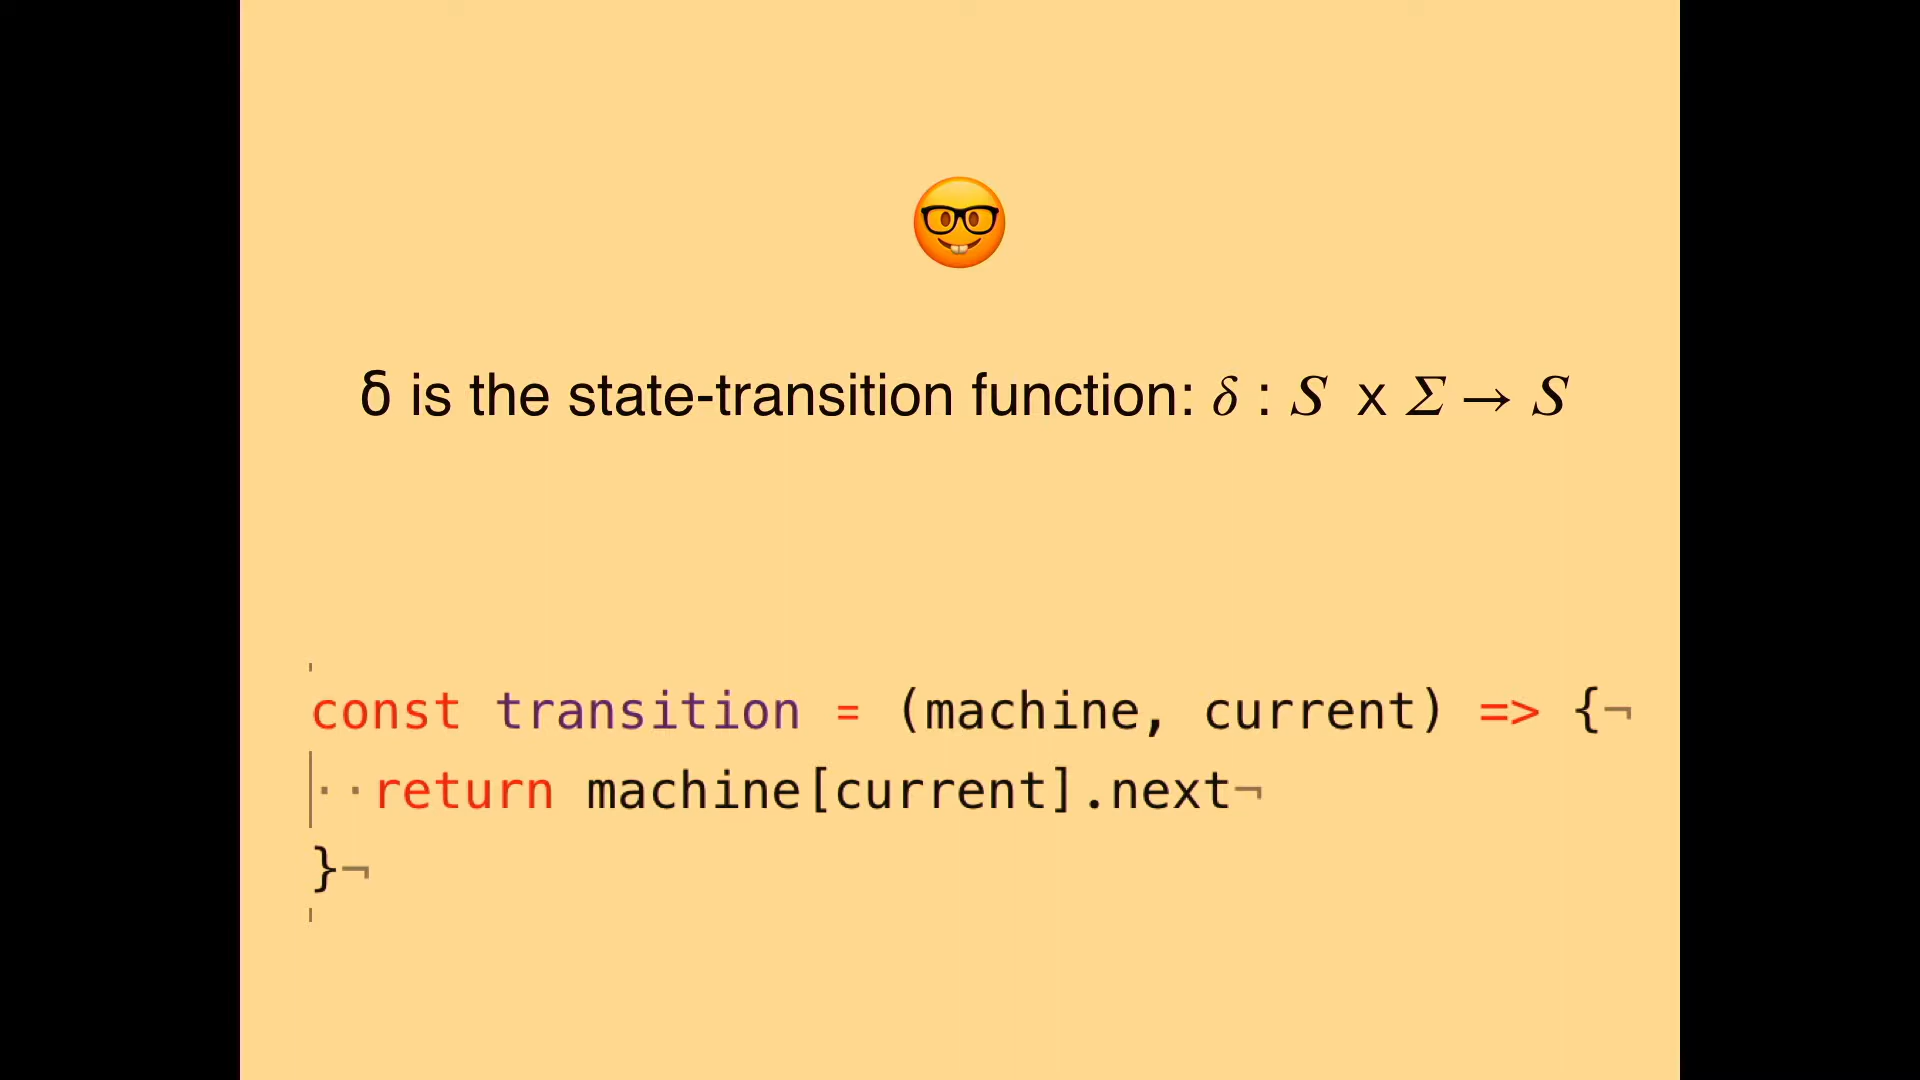 δ is the state-transition function: δ : S x Σ → S
const transition = (machine, current) => {¬
··return machine[current].next¬
}¬